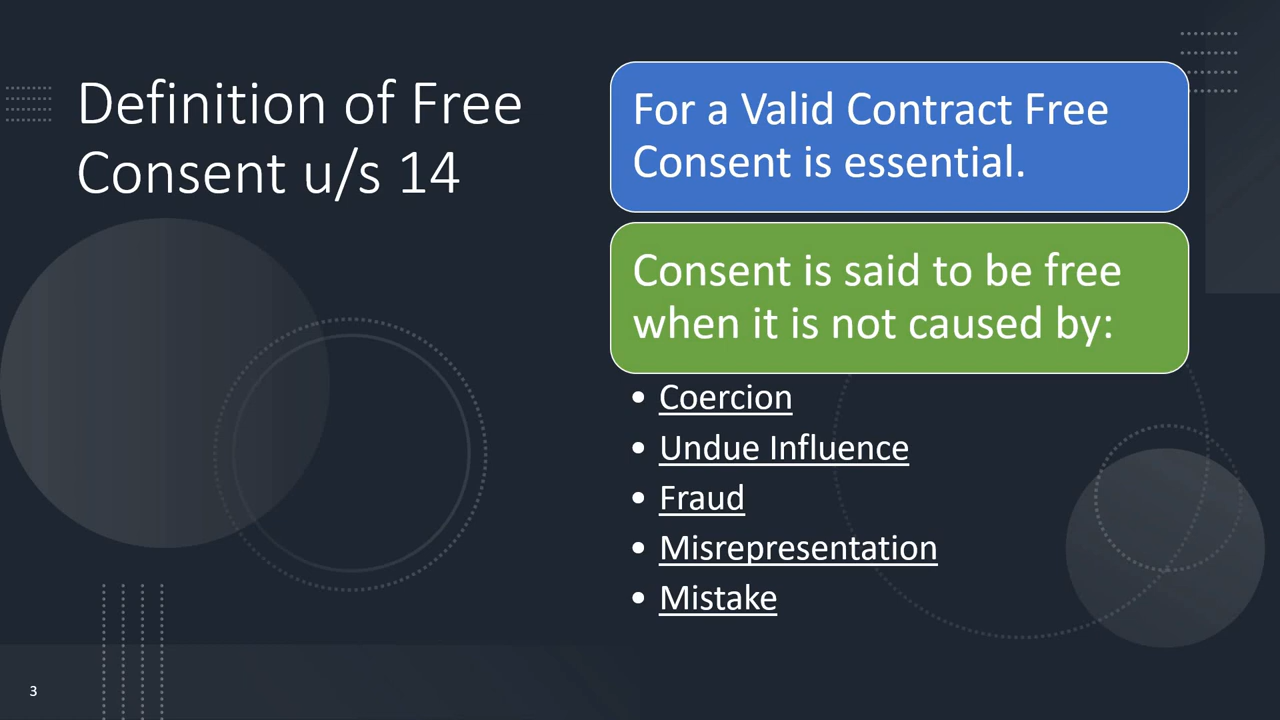 Definition of Free
Consent u/s 14
For a Valid Contract Free
Consent is essential.
Consent is said to be free
when it is not caused by:
• Coercion
• Undue Influence
• Fraud
• Misrepresentation
• Mistake
3